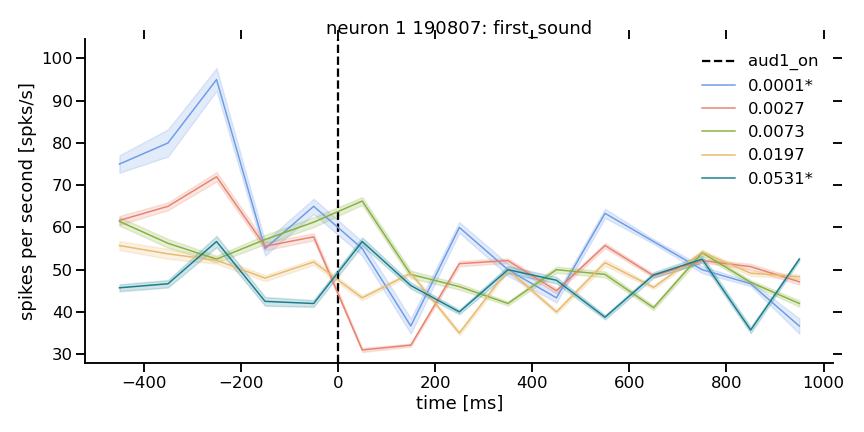 neuron 1 190807: first_sound
spikes per second [spks/s]
100
90
80
70
60
50
40
30
aud1_on
0.0001*
0.0027
0.0073
0.0197
0.0531*
−400 −200 0 200 400 600 800 1000
time [ms]